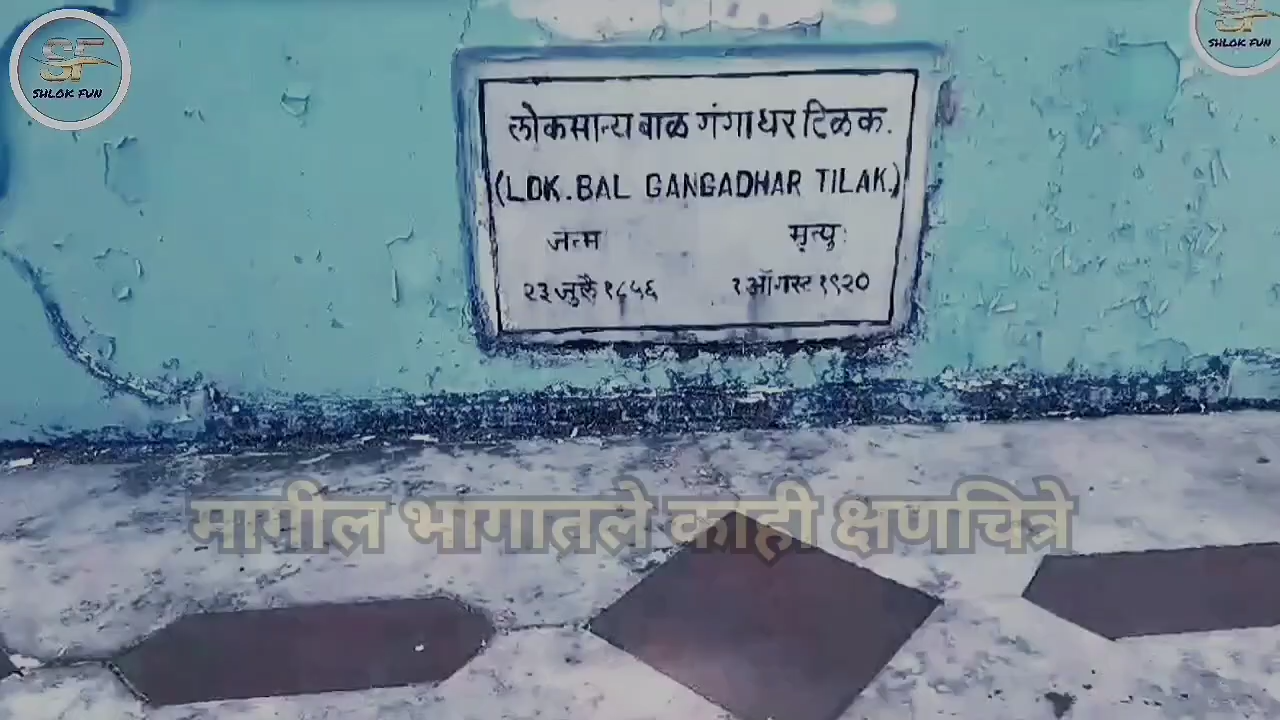 SF
SHLOK FUN
SHLOK FUN
लोकमान्य बाळ गंगाधर टिळक.
(LOK.BAL GANGADHAR TILAK.)
जन्म मृत्यू
२३ जुलै १८५६ १ ऑगस्ट १९२०
मागील भागातले काही क्षणचित्रे